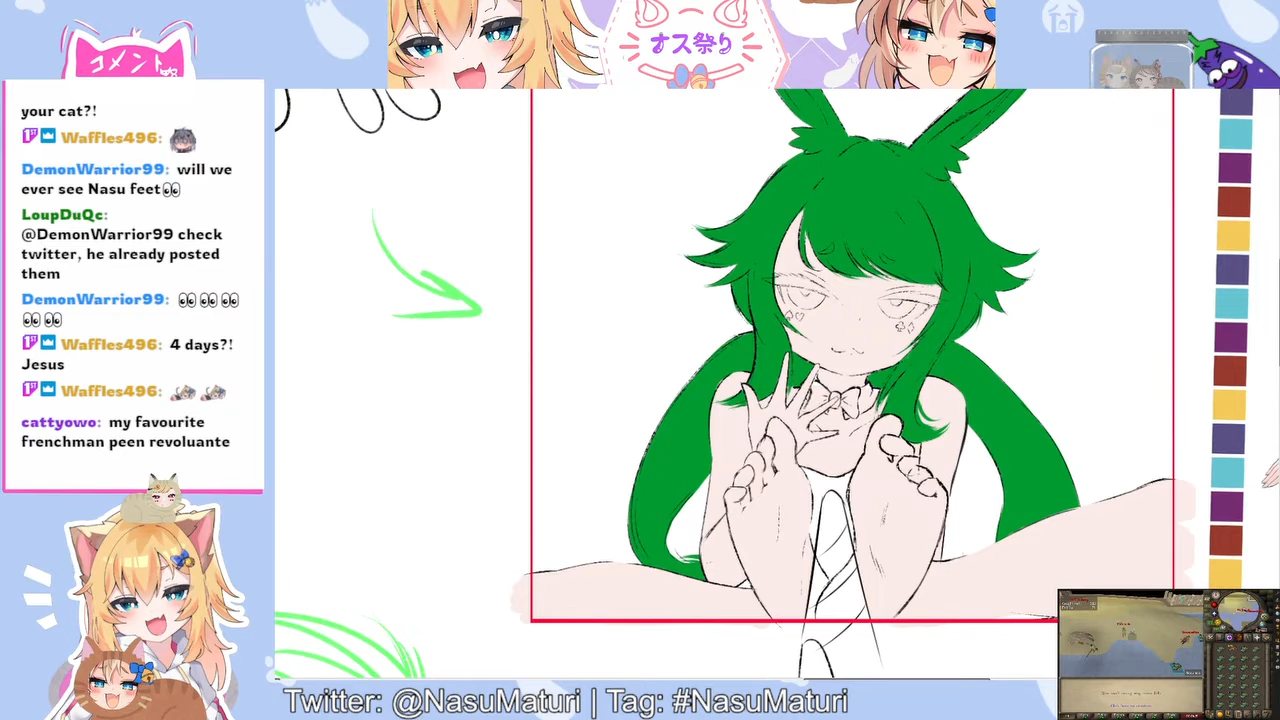 オス祭り
コメント
your cat?!
Waffles496:
DemonWarrior99: will we
ever see Nasu feet👀
LoupDuQc:
@DemonWarrior99 check
twitter, he already posted
them
DemonWarrior99: 👀👀👀
👀👀
Waffles496: 4 days?!
Jesus
Waffles496:
cattyowo: my favourite
frenchman peen revoluante
Twitter: @NasuMaturi | Tag: #NasuMaturi